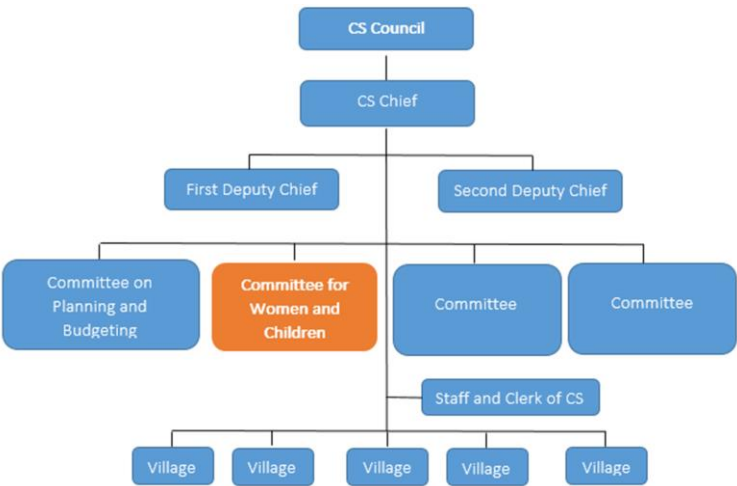 CS Council
CS Chief
First Deputy Chief
Second Deputy Chief
Committee on
Planning and
Budgeting
Committee for
Women and
Children
Committee
Committee
Staff and Clerk of CS
Village
Village
Village
Village
Village